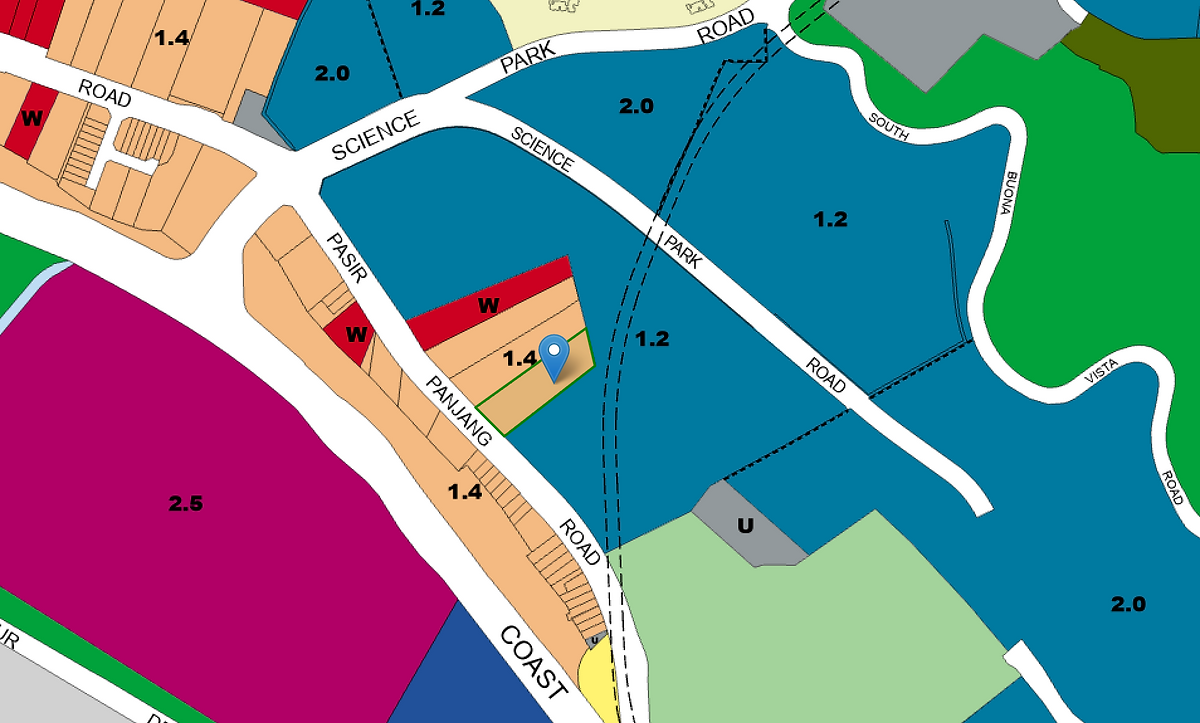 1.2
1.4
2.0
PARK
ROAD
ROAD
W
2.0
SCIENCE
SCIENCE
SOUTH
BUONA
1.2
PASIR
PARK
W
W
1.4
1.2
ROAD
VISTA
PANJANG
1.4
2.5
ROAD
U
ROAD
2.0
U
COAST
UR